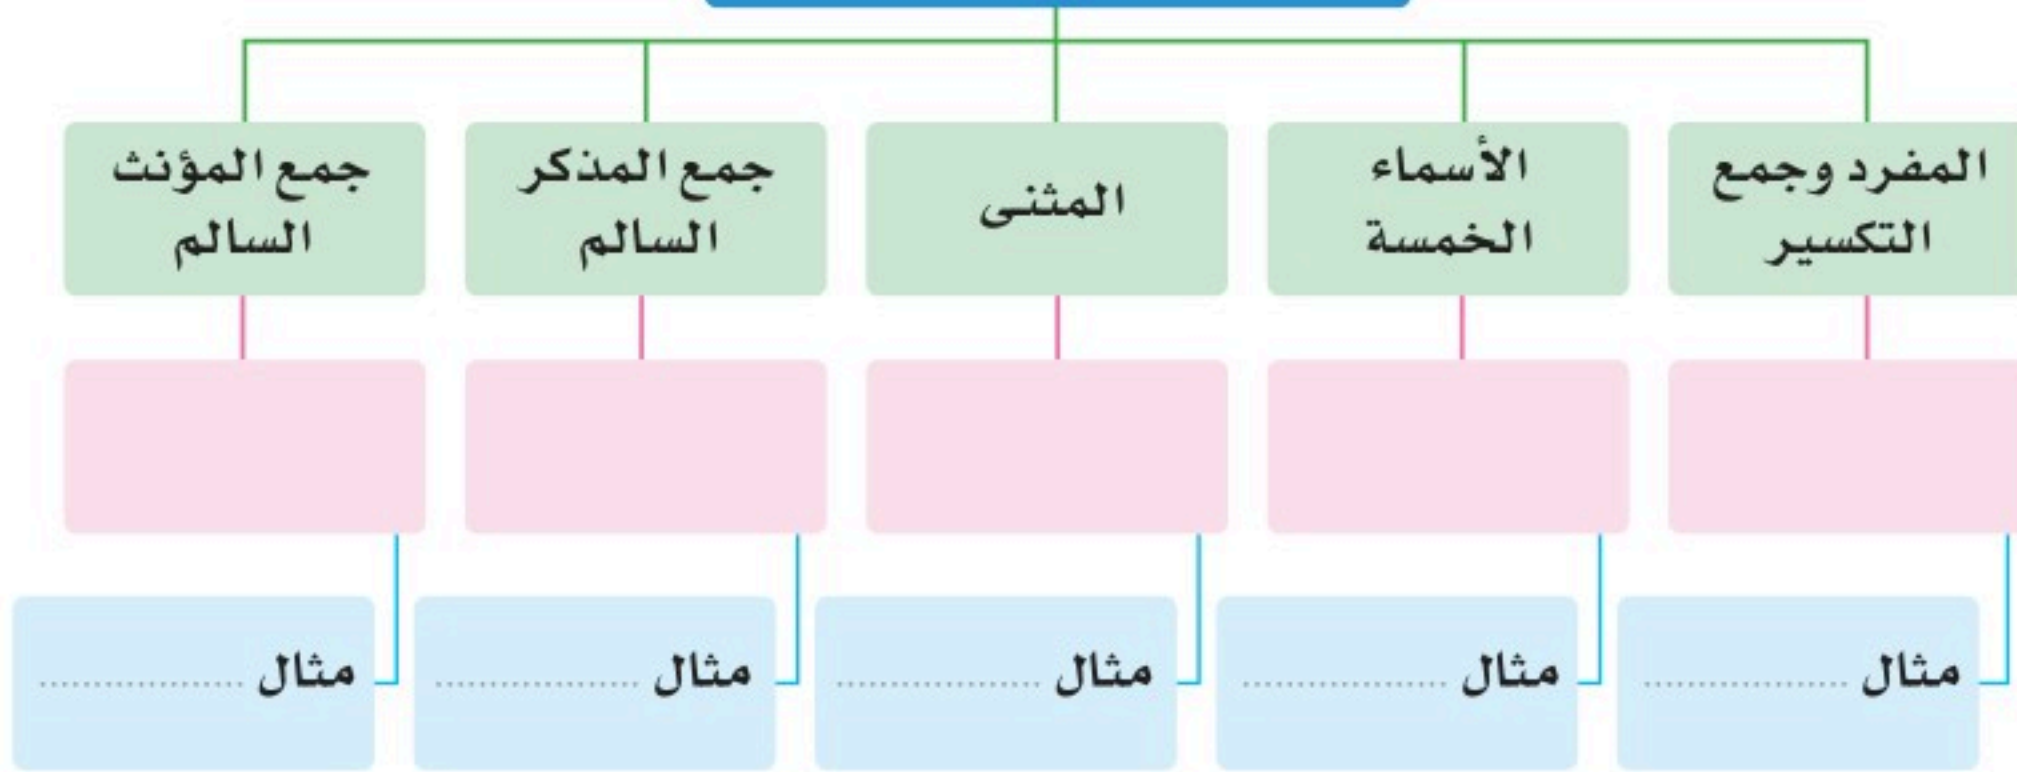 المفرد وجمع
التكسير
الأسماء
الخمسة
المثنى
جمع المذكر
السالم
جمع المؤنث
السالم
مثال ..................
مثال ..................
مثال ..................
مثال ..................
مثال ..................